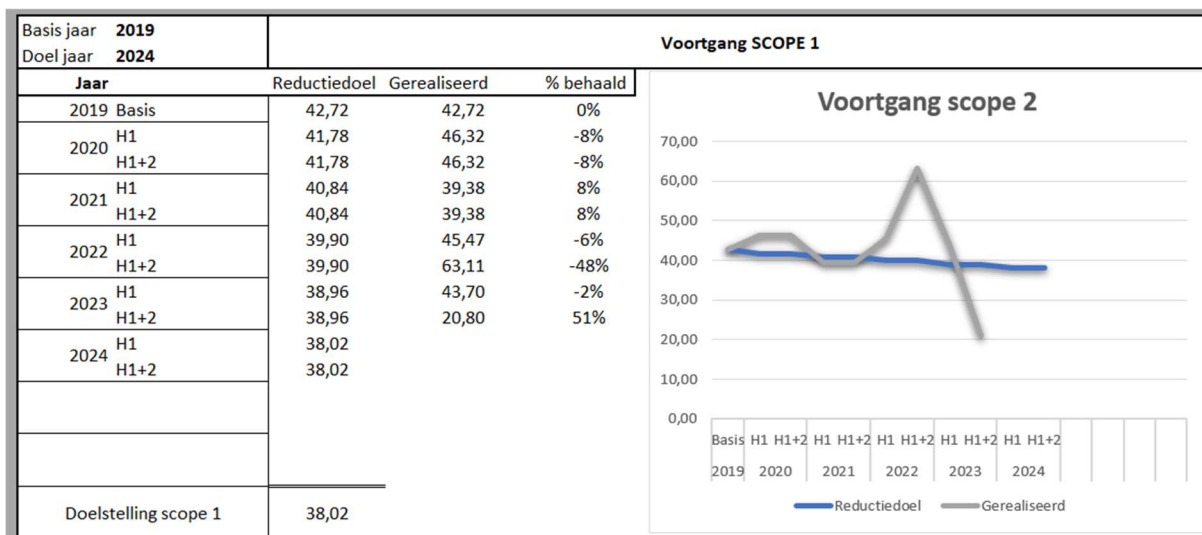 Basis jaar 2019
Doel jaar 2024
Voortgang SCOPE 1
Jaar Reductiedoel Gerealiseerd % behaald
2019 Basis 42,72 42,72 0%
2020 H1 41,78 46,32 -8%
H1+2 41,78 46,32 -8%
2021 H1 40,84 39,38 8%
H1+2 40,84 39,38 8%
2022 H1 39,90 45,47 -6%
H1+2 39,90 63,11 -48%
2023 H1 38,96 43,70 -2%
H1+2 38,96 20,80 51%
2024 H1 38,02
H1+2 38,02
Doelstelling scope 1 38,02
Voortgang scope 2
70,00
60,00
50,00
40,00
30,00
20,00
10,00
0,00
Basis H1 H1+2 H1 H1+2 H1 H1+2 H1 H1+2 H1 H1+2
2019 2020 2021 2022 2023 2024
Reductiedoel Gerealiseerd